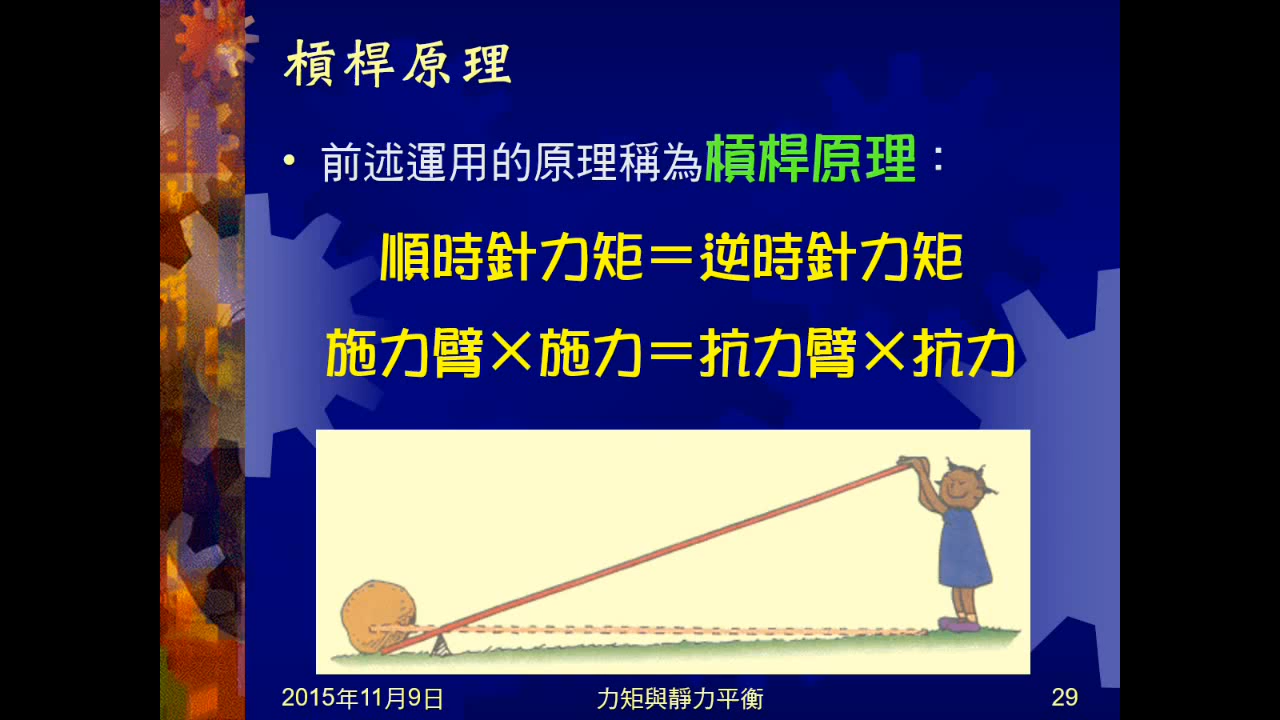 槓桿原理
• 前述運用的原理稱為槓桿原理：
順時針力矩＝逆時針力矩
施力臂×施力＝抗力臂×抗力
2015年11月9日
力矩與靜力平衡
29